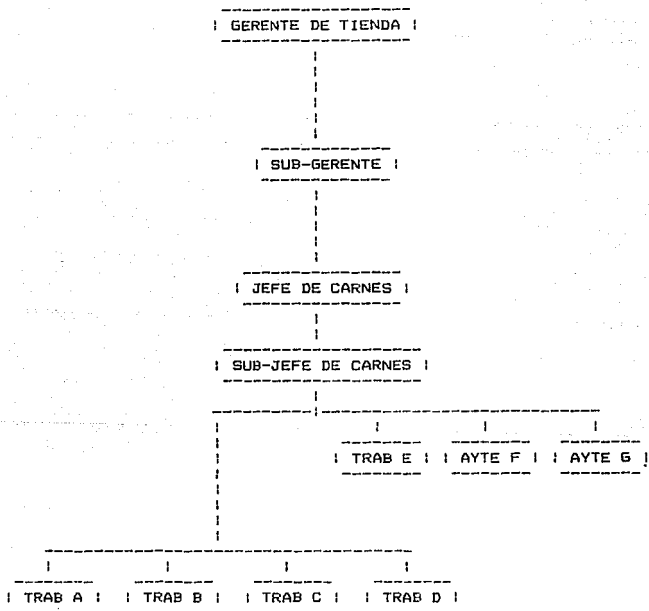 GERENTE DE TIENDA
SUB-GERENTE
JEFE DE CARNES
SUB-JEFE DE CARNES
TRAB E AYTE F AYTE G
TRAB A TRAB B TRAB C TRAB D